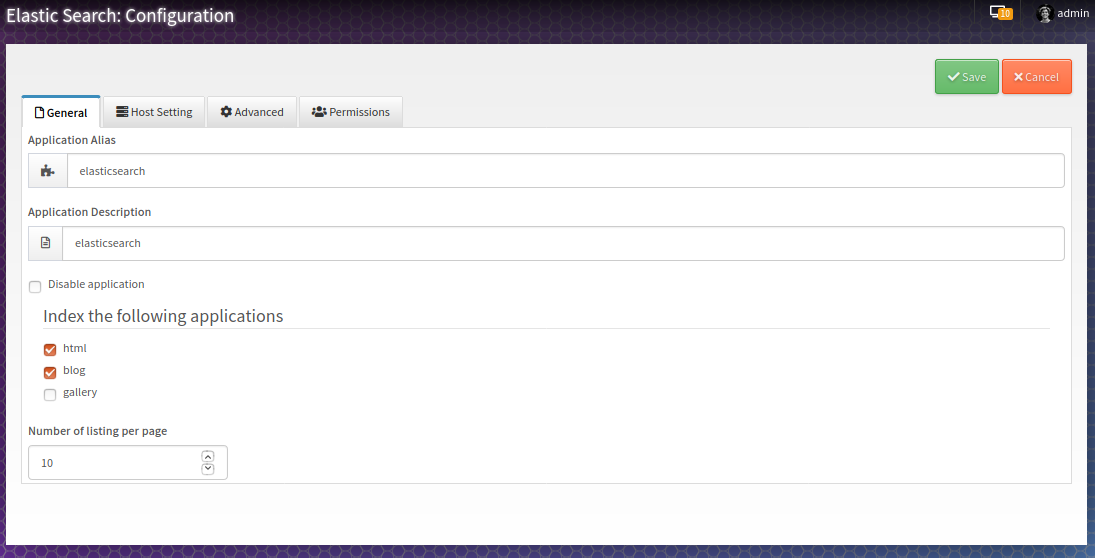 Elastic Search: Configuration
10
admin
Save
Cancel
General
Host Setting
Advanced
Permissions
Application Alias
elasticsearch
Application Description
elasticsearch
Disable application
Index the following applications
html
blog
gallery
Number of listing per page
10